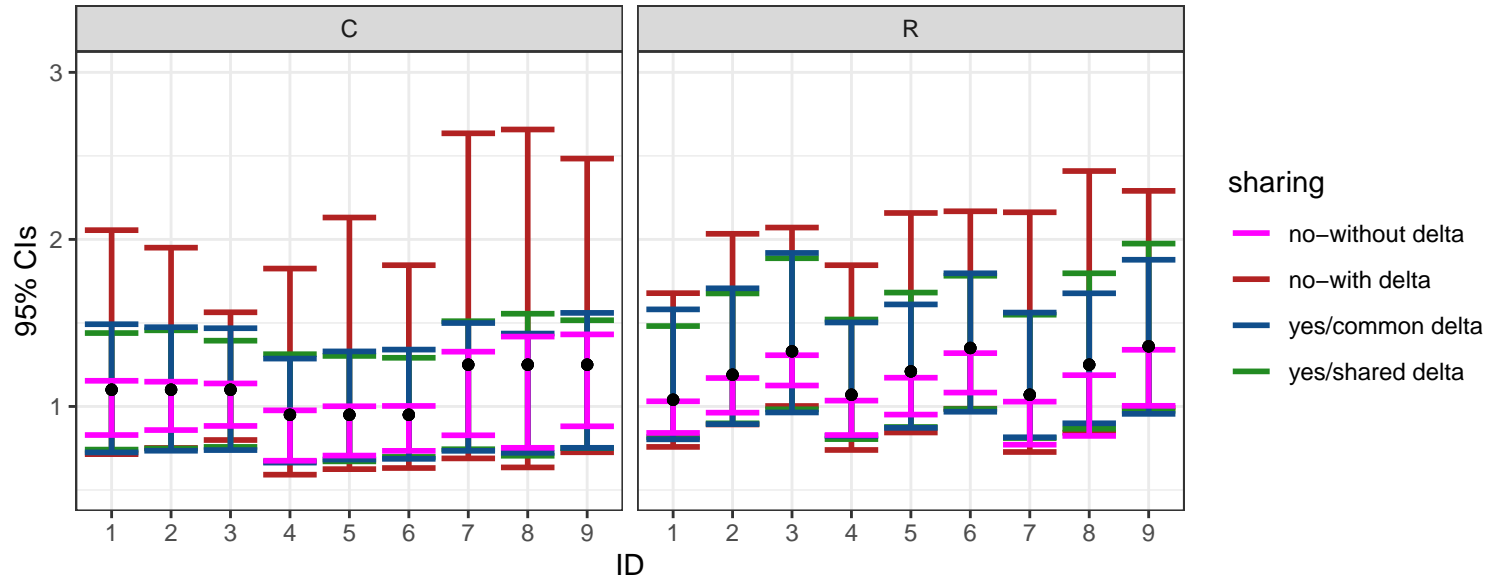 C
R
95% CIs
3
2
1
1 2 3 4 5 6 7 8 9
1 2 3 4 5 6 7 8 9
ID
sharing
no−without delta
no−with delta
yes/common delta
yes/shared delta